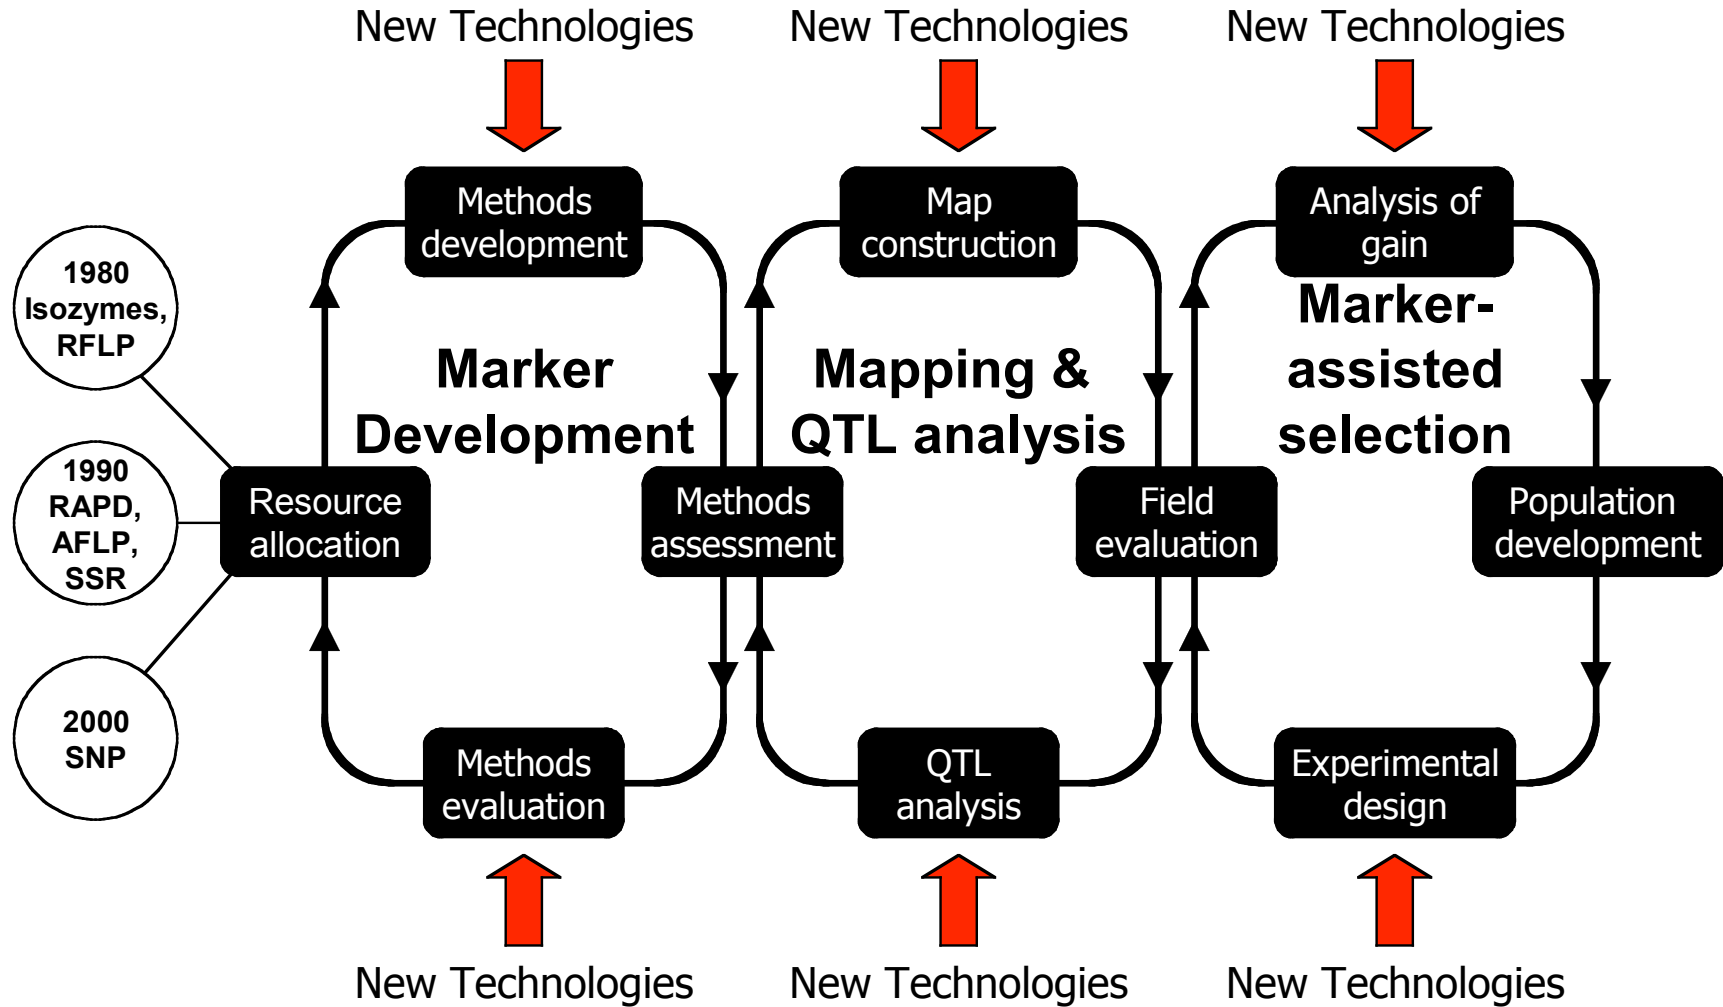 New Technologies
New Technologies
New Technologies
Methods
development
Map
construction
Analysis of
gain
1980
Isozymes,
RFLP
Marker
Development
Mapping &
QTL analysis
Marker-
assisted
selection
1990
RAPD,
AFLP,
SSR
Resource
allocation
Methods
assessment
Field
evaluation
Population
development
2000
SNP
Methods
evaluation
QTL
analysis
Experimental
design
New Technologies
New Technologies
New Technologies